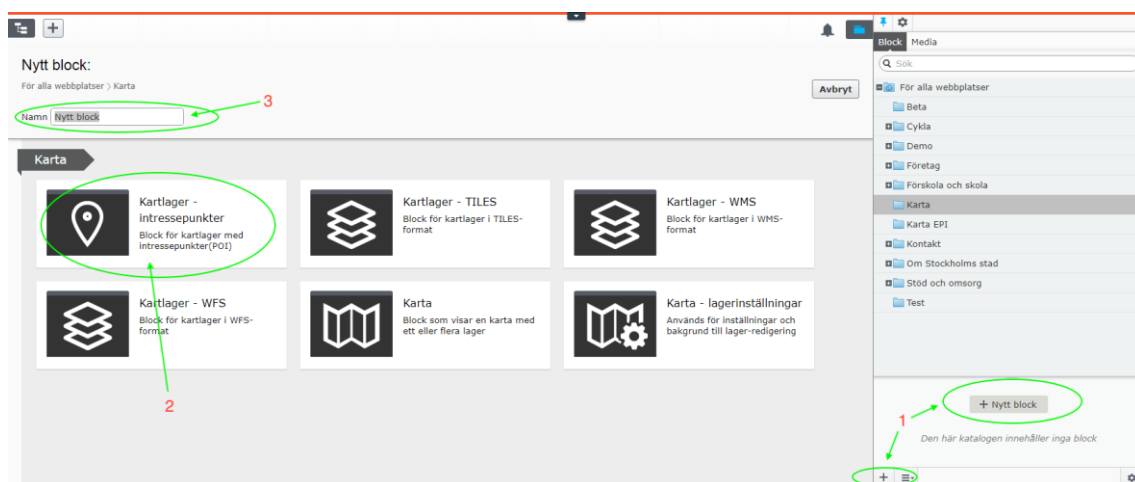 Nytt block:
För alla webbplatser > Karta
Avbryt
Namn Nytt block
3
Karta
Kartlager -
intressepunkter
Block för kartlager med
intressepunkter(POI)
Kartlager - TILES
Block för kartlager i TILES-
format
Kartlager - WMS
Block för kartlager i WMS-
format
Kartlager - WFS
Block för kartlager i WFS-
format
Karta
Block som visar en karta med
ett eller flera lager
Karta - lagerinställningar
Används för inställningar och
bakgrund till lager-redigering
2
Block Media
Sök
För alla webbplatser
Beta
Cykla
Demo
Företag
Förskola och skola
Karta
Karta EPI
Kontakt
Om Stockholms stad
Stöd och omsorg
Test
+ Nytt block
1
Den här katalogen innehåller inga block